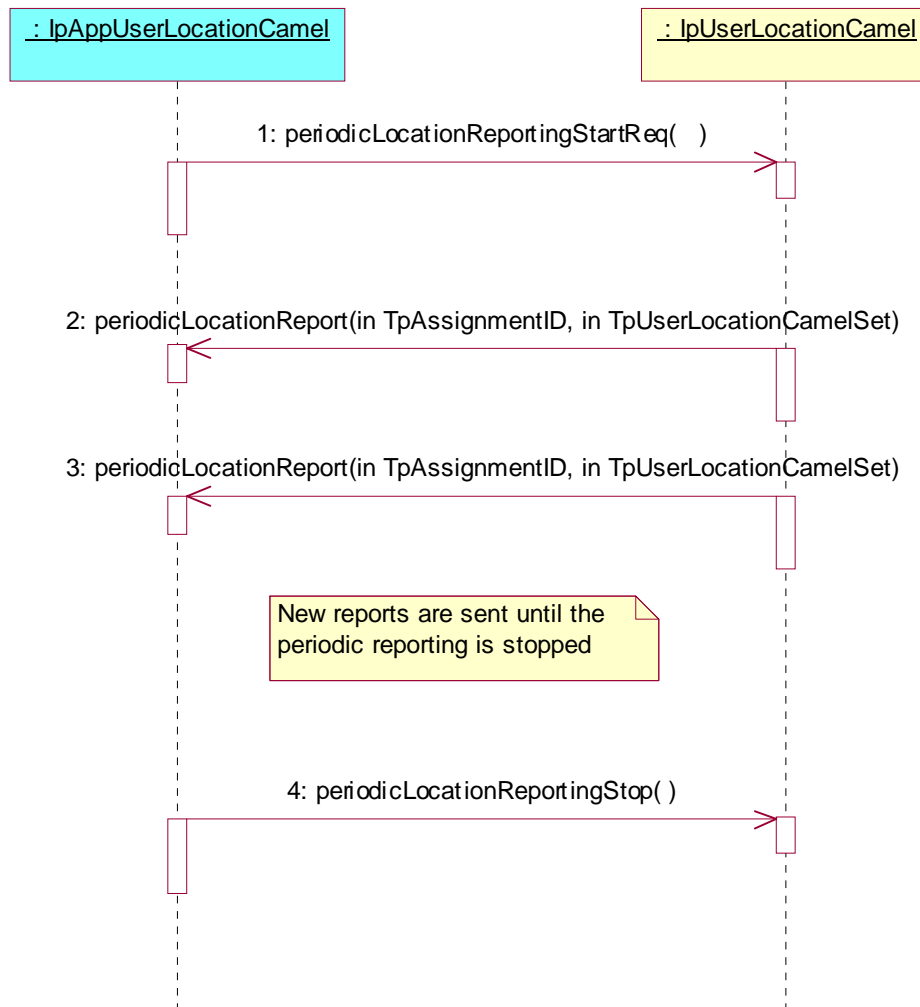 : IpAppUserLocationCamel
: IpUserLocationCamel
1: periodicLocationReportingStartReq( )
2: periodicLocationReport(in TpAssignmentID, in TpUserLocationCamelSet)
3: periodicLocationReport(in TpAssignmentID, in TpUserLocationCamelSet)
New reports are sent until the
periodic reporting is stopped
4: periodicLocationReportingStop( )